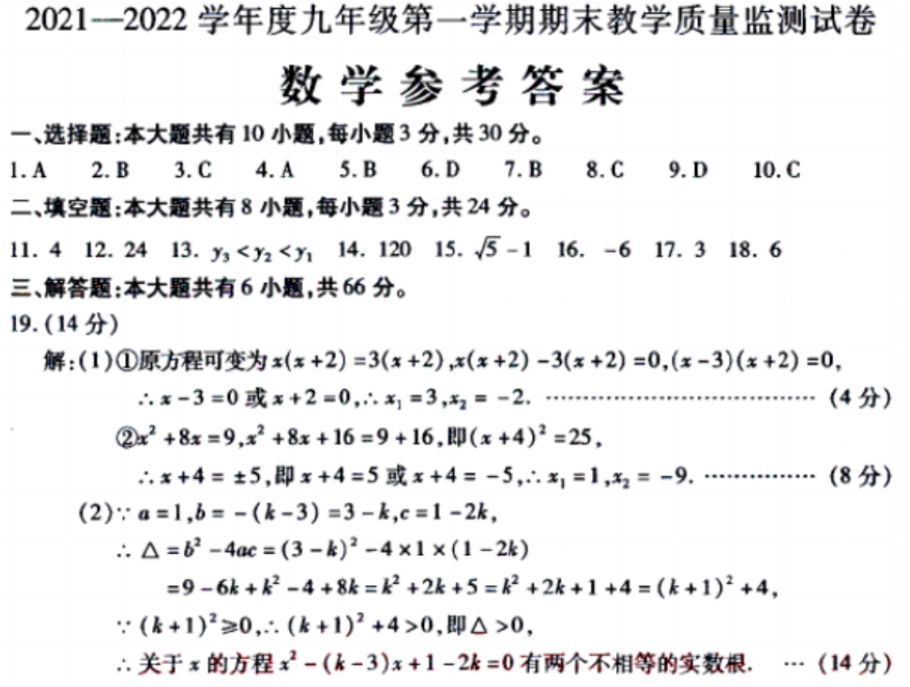 2021—2022 学年度九年级第一学期期末教学质量监测试卷
数学参考答案
一、选择题:本大题共有 10 小题,每小题 3 分,共 30 分。
1. A 2. B 3. C 4. A 5. B 6. D 7. B 8. C 9. D 10. C
二、填空题:本大题共有 8 小题,每小题 3 分,共 24 分。
11. 4 12. 24 13. y₃<y₂<y₁ 14. 120 15. √5-1 16. -6 17. 3 18. 6
三、解答题:本大题共有 6 小题,共 66 分。
19. (14 分)
解:(1)①原方程可变为 x(x+2)=3(x+2),x(x+2)-3(x+2)=0,(x-3)(x+2)=0,
∴x-3=0 或 x+2=0,∴x₁=3,x₂=-2. ……………………………… (4 分)
②x²+8x=9,x²+8x+16=9+16,即(x+4)²=25,
∴x+4=±5,即 x+4=5 或 x+4=-5,∴x₁=1,x₂=-9. …………… (8 分)
(2)∵a=1,b=-(k-3)=3-k,c=1-2k,
∴△=b²-4ac=(3-k)²-4×1×(1-2k)
=9-6k+k²-4+8k=k²+2k+5=k²+2k+1+4=(k+1)²+4,
∵(k+1)²≥0,∴(k+1)²+4>0,即△>0,
∴关于 x 的方程 x²-(k-3)x+1-2k=0 有两个不相等的实数根. … (14 分)